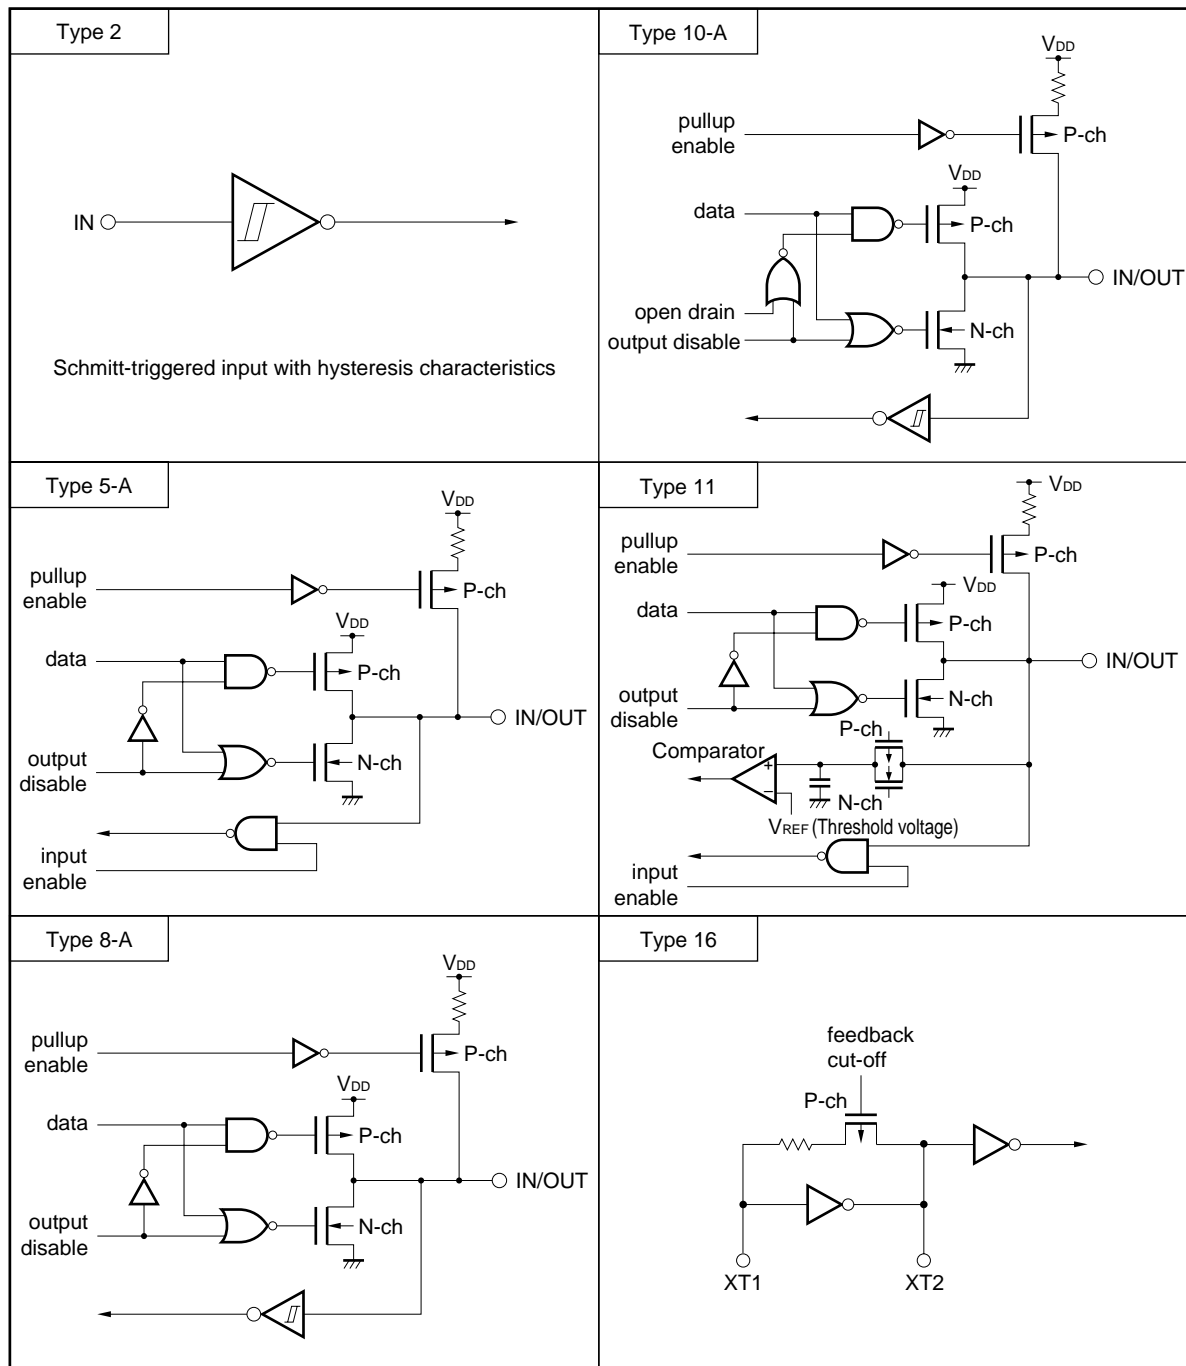 Type 2
IN
Schmitt-triggered input with hysteresis characteristics
Type 10-A
VDD
pullup
enable
P-ch
VDD
data
P-ch
IN/OUT
open drain
output disable
N-ch
Type 5-A
VDD
pullup
enable
P-ch
VDD
data
P-ch
IN/OUT
output
disable
N-ch
input
enable
Type 11
VDD
pullup
enable
P-ch
VDD
data
P-ch
IN/OUT
output
disable
N-ch
P-ch
Comparator
+
−
N-ch
VREF (Threshold voltage)
input
enable
Type 8-A
VDD
pullup
enable
P-ch
VDD
data
P-ch
IN/OUT
output
disable
N-ch
Type 16
feedback
cut-off
P-ch
XT1
XT2